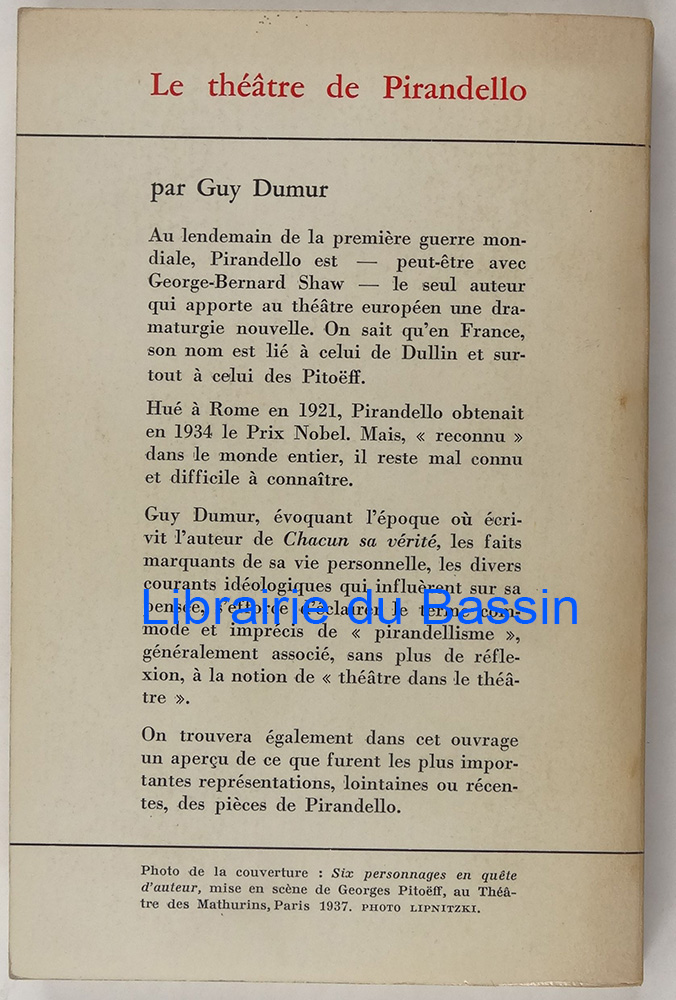 Le théâtre de Pirandello
par Guy Dumur
Au lendemain de la première guerre mon-
diale, Pirandello est — peut-être avec
George-Bernard Shaw — le seul auteur
qui apporte au théâtre européen une dra-
maturgie nouvelle. On sait qu'en France,
son nom est lié à celui de Dullin et sur-
tout à celui des Pitoëff.
Hué à Rome en 1921, Pirandello obtenait
en 1934 le Prix Nobel. Mais, « reconnu »
dans le monde entier, il reste mal connu
et difficile à connaître.
Guy Dumur, évoquant l'époque où écri-
vit l'auteur de Chacun sa vérité, les faits
marquants de sa vie personnelle, les divers
courants idéologiques qui influèrent sur sa
Librairie du Bassin
pensée, s'efforce d'éclairer le terme com-
mode et imprécis de « pirandellisme »,
généralement associé, sans plus de réfle-
xion, à la notion de « théâtre dans le théâ-
tre ».
On trouvera également dans cet ouvrage
un aperçu de ce que furent les plus impor-
tantes représentations, lointaines ou récen-
tes, des pièces de Pirandello.
Photo de la couverture : Six personnages en quête
d'auteur, mise en scène de Georges Pitoëff, au Théâ-
tre des Mathurins, Paris 1937. PHOTO LIPNITZKI.